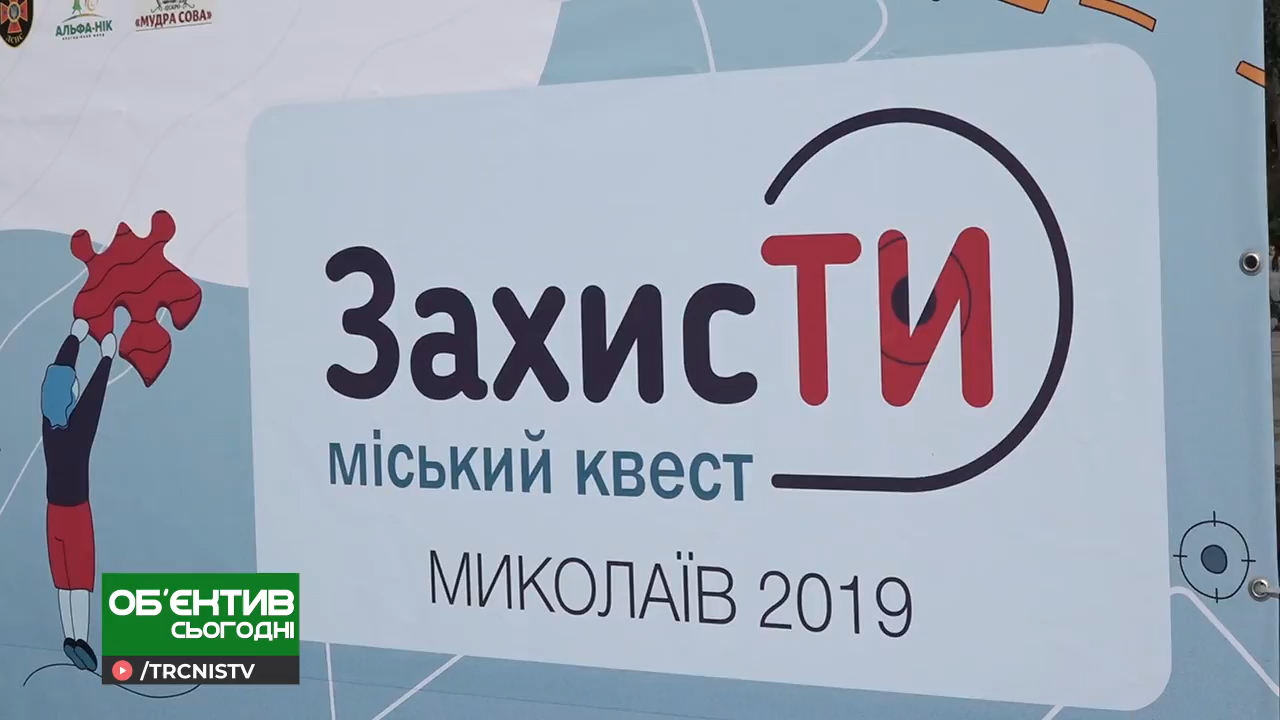 АЛЬФА-НІК
«МУДРА СОВА»
ЗахисТИ
міський квест
МИКОЛАЇВ 2019
ОБ'ЄКТИВ
СЬОГОДНІ
/TRCNISTV